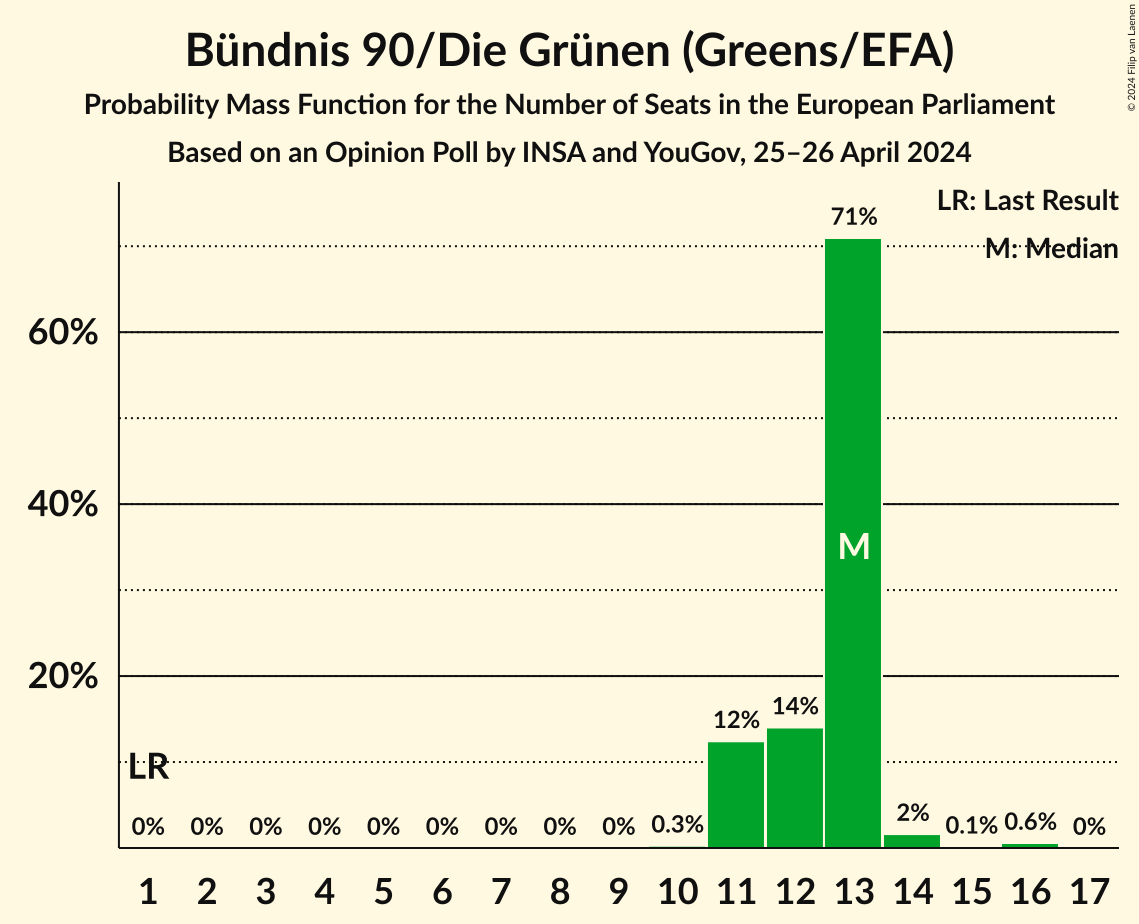 Bündnis 90/Die Grünen (Greens/EFA)
Probability Mass Function for the Number of Seats in the European Parliament
Based on an Opinion Poll by INSA and YouGov, 25–26 April 2024
© 2024 Filip van Laenen
LR: Last Result
M: Median
71%
60%
40%
M
20%
14%
12%
LR
2%
0% 0% 0% 0% 0% 0% 0% 0% 0% 0.3% 0.1% 0.6% 0%
1 2 3 4 5 6 7 8 9 10 11 12 13 14 15 16 17